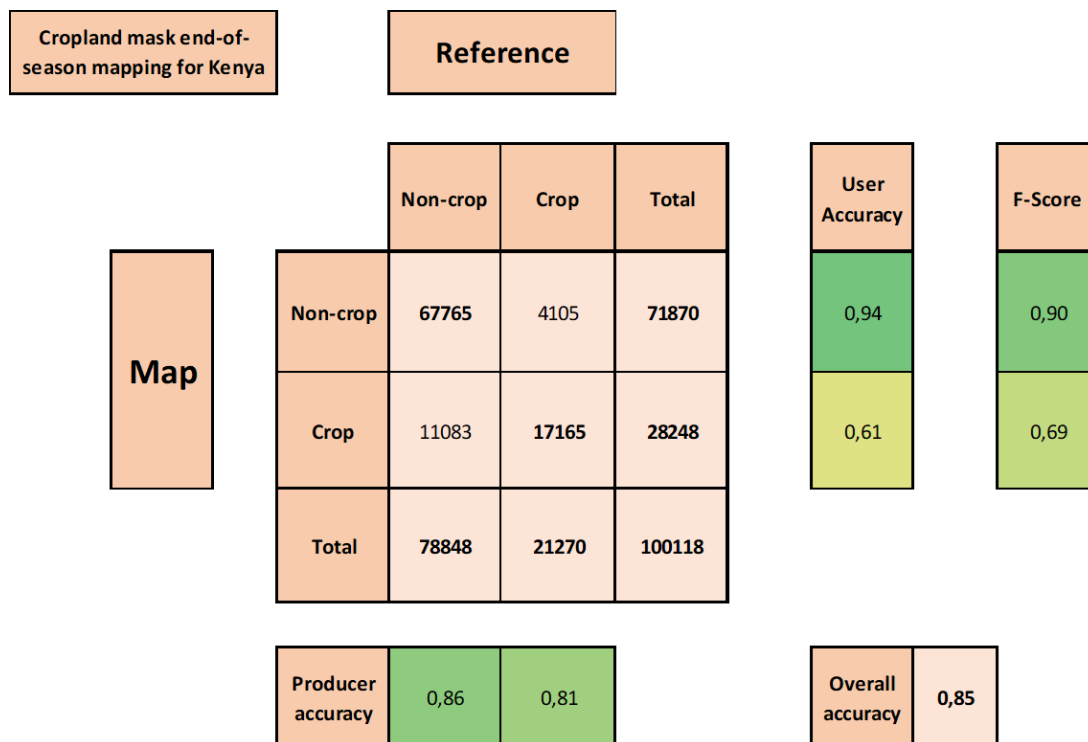 Cropland mask end-of-
season mapping for Kenya
Reference
Non-crop Crop Total
User
Accuracy
F-Score
Map
Non-crop 67765 4105 71870 0,94 0,90
Crop 11083 17165 28248 0,61 0,69
Total 78848 21270 100118
Producer
accuracy
0,86 0,81
Overall
accuracy
0,85